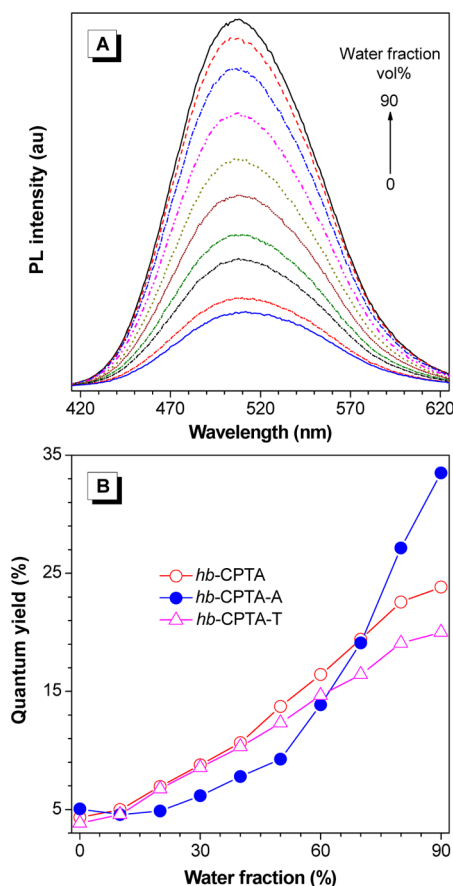 A
Water fraction
vol%
90
0
PL intensity (au)
420 470 520 570 620
Wavelength (nm)
B
35
25
15
5
hb-CPTA
hb-CPTA-A
hb-CPTA-T
Quantum yield (%)
0 30 60 90
Water fraction (%)